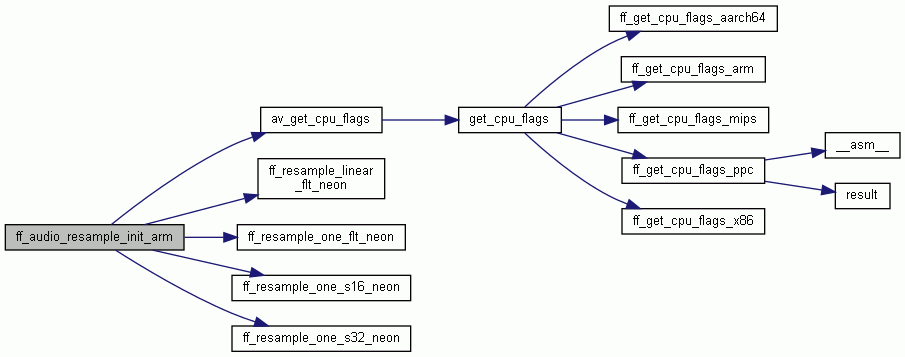 ff_get_cpu_flags_aarch64
ff_get_cpu_flags_arm
av_get_cpu_flags
get_cpu_flags
ff_get_cpu_flags_mips
__asm__
ff_resample_linear
_flt_neon
ff_get_cpu_flags_ppc
result
ff_audio_resample_init_arm
ff_resample_one_flt_neon
ff_get_cpu_flags_x86
ff_resample_one_s16_neon
ff_resample_one_s32_neon